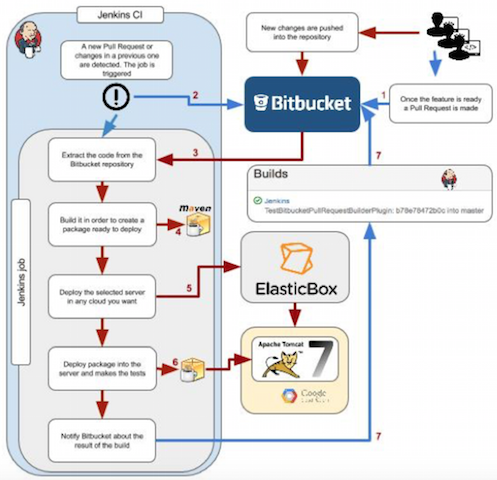 Jenkins CI
A new Pull Request or
changes in a previous one
are detected. The job is
triggered
New changes are pushed
into the repository
2
Bitbucket
1
Once the feature is ready
a Pull Request is made
3
7
Extract the code from the
Bitbucket repository
Builds
Jenkins
TestBitbucketPullRequestBuilderPlugin: b78e78472b0c into master
Build it in order to create a
package ready to deploy
Maven
4
Jenkins job
Deploy the selected server
in any cloud you want
5
ElasticBox
Deploy package into the
server and makes the tests
6
Apache Tomcat
7
Google
Notify Bitbucket about the
result of the build
7